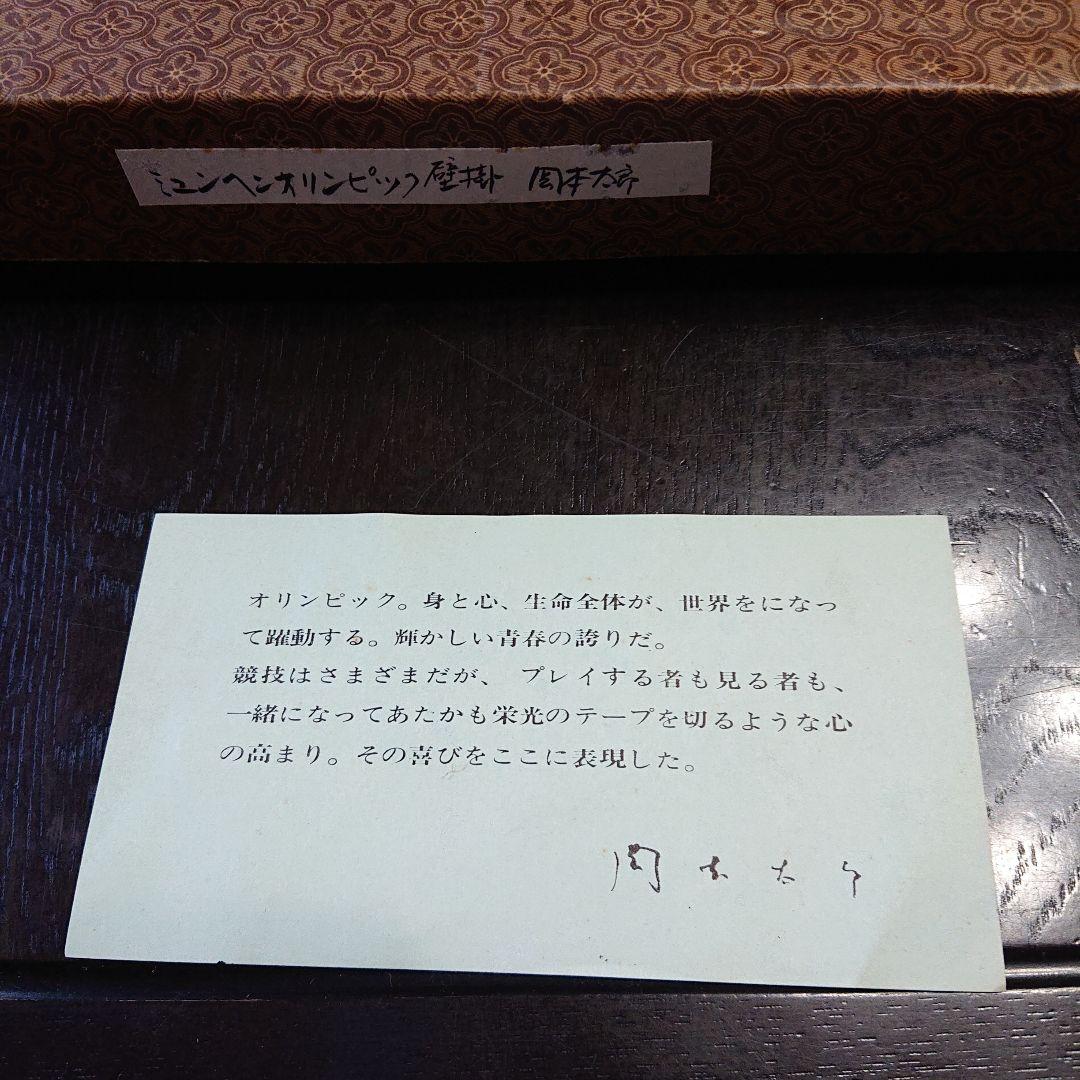 ミュンヘンオリンピック壁掛 岡本太郎
オリンピック。身と心、生命全体が、世界をになっ
て躍動する。輝かしい青春の誇りだ。
競技はさまざまだが、 プレイする者も見る者も、
一緒になってあたかも栄光のテープを切るような心
の高まり。その喜びをここに表現した。
岡本太郎